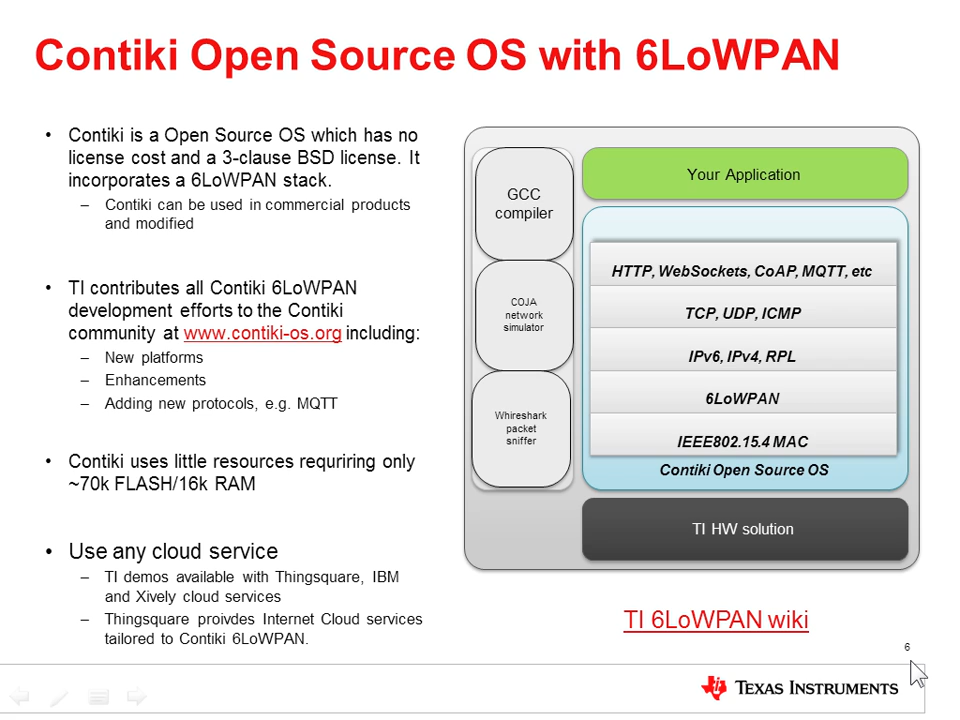 Contiki Open Source OS with 6LoWPAN
• Contiki is a Open Source OS which has no
license cost and a 3-clause BSD license. It
incorporates a 6LoWPAN stack.
– Contiki can be used in commercial products
and modified
• TI contributes all Contiki 6LoWPAN
development efforts to the Contiki
community at www.contiki-os.org including:
– New platforms
– Enhancements
– Adding new protocols, e.g. MQTT
• Contiki uses little resources requriring only
~70k FLASH/16k RAM
• Use any cloud service
– TI demos available with Thingsquare, IBM
and Xively cloud services
– Thingsquare proivdes Internet Cloud services
tailored to Contiki 6LoWPAN.
GCC
compiler
COJA
network
simulator
Whireshark
packet
sniffer
Your Application
HTTP, WebSockets, CoAP, MQTT, etc
TCP, UDP, ICMP
IPv6, IPv4, RPL
6LoWPAN
IEEE802.15.4 MAC
Contiki Open Source OS
TI HW solution
TI 6LoWPAN wiki
6
TEXAS INSTRUMENTS